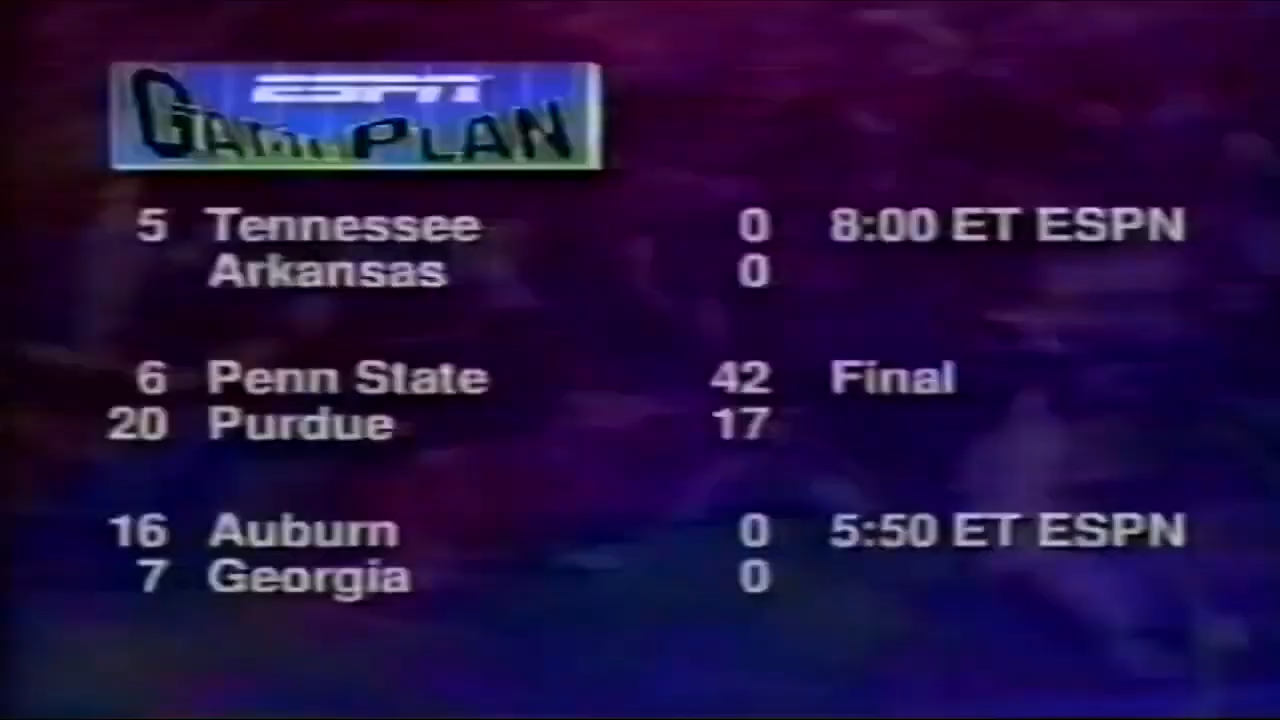 ESPN
GAMEPLAN
5 Tennessee 0 8:00 ET ESPN
Arkansas 0
6 Penn State 42 Final
20 Purdue 17
16 Auburn 0 5:50 ET ESPN
7 Georgia 0